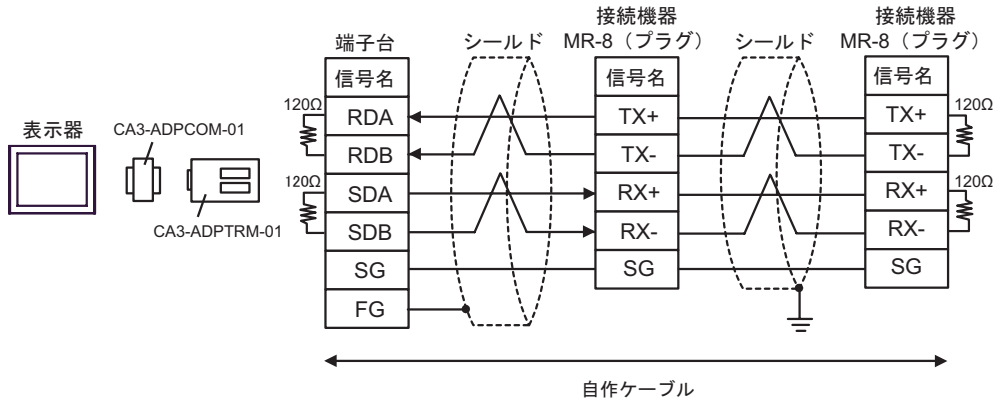 表示器
CA3-ADPCOM-01
CA3-ADPTRM-01
端子台
信号名
RDA
RDB
SDA
SDB
SG
FG
120Ω
120Ω
シールド
接続機器
MR-8（プラグ）
信号名
TX+
TX-
RX+
RX-
SG
シールド
接続機器
MR-8（プラグ）
信号名
TX+
TX-
RX+
RX-
SG
120Ω
120Ω
自作ケーブル